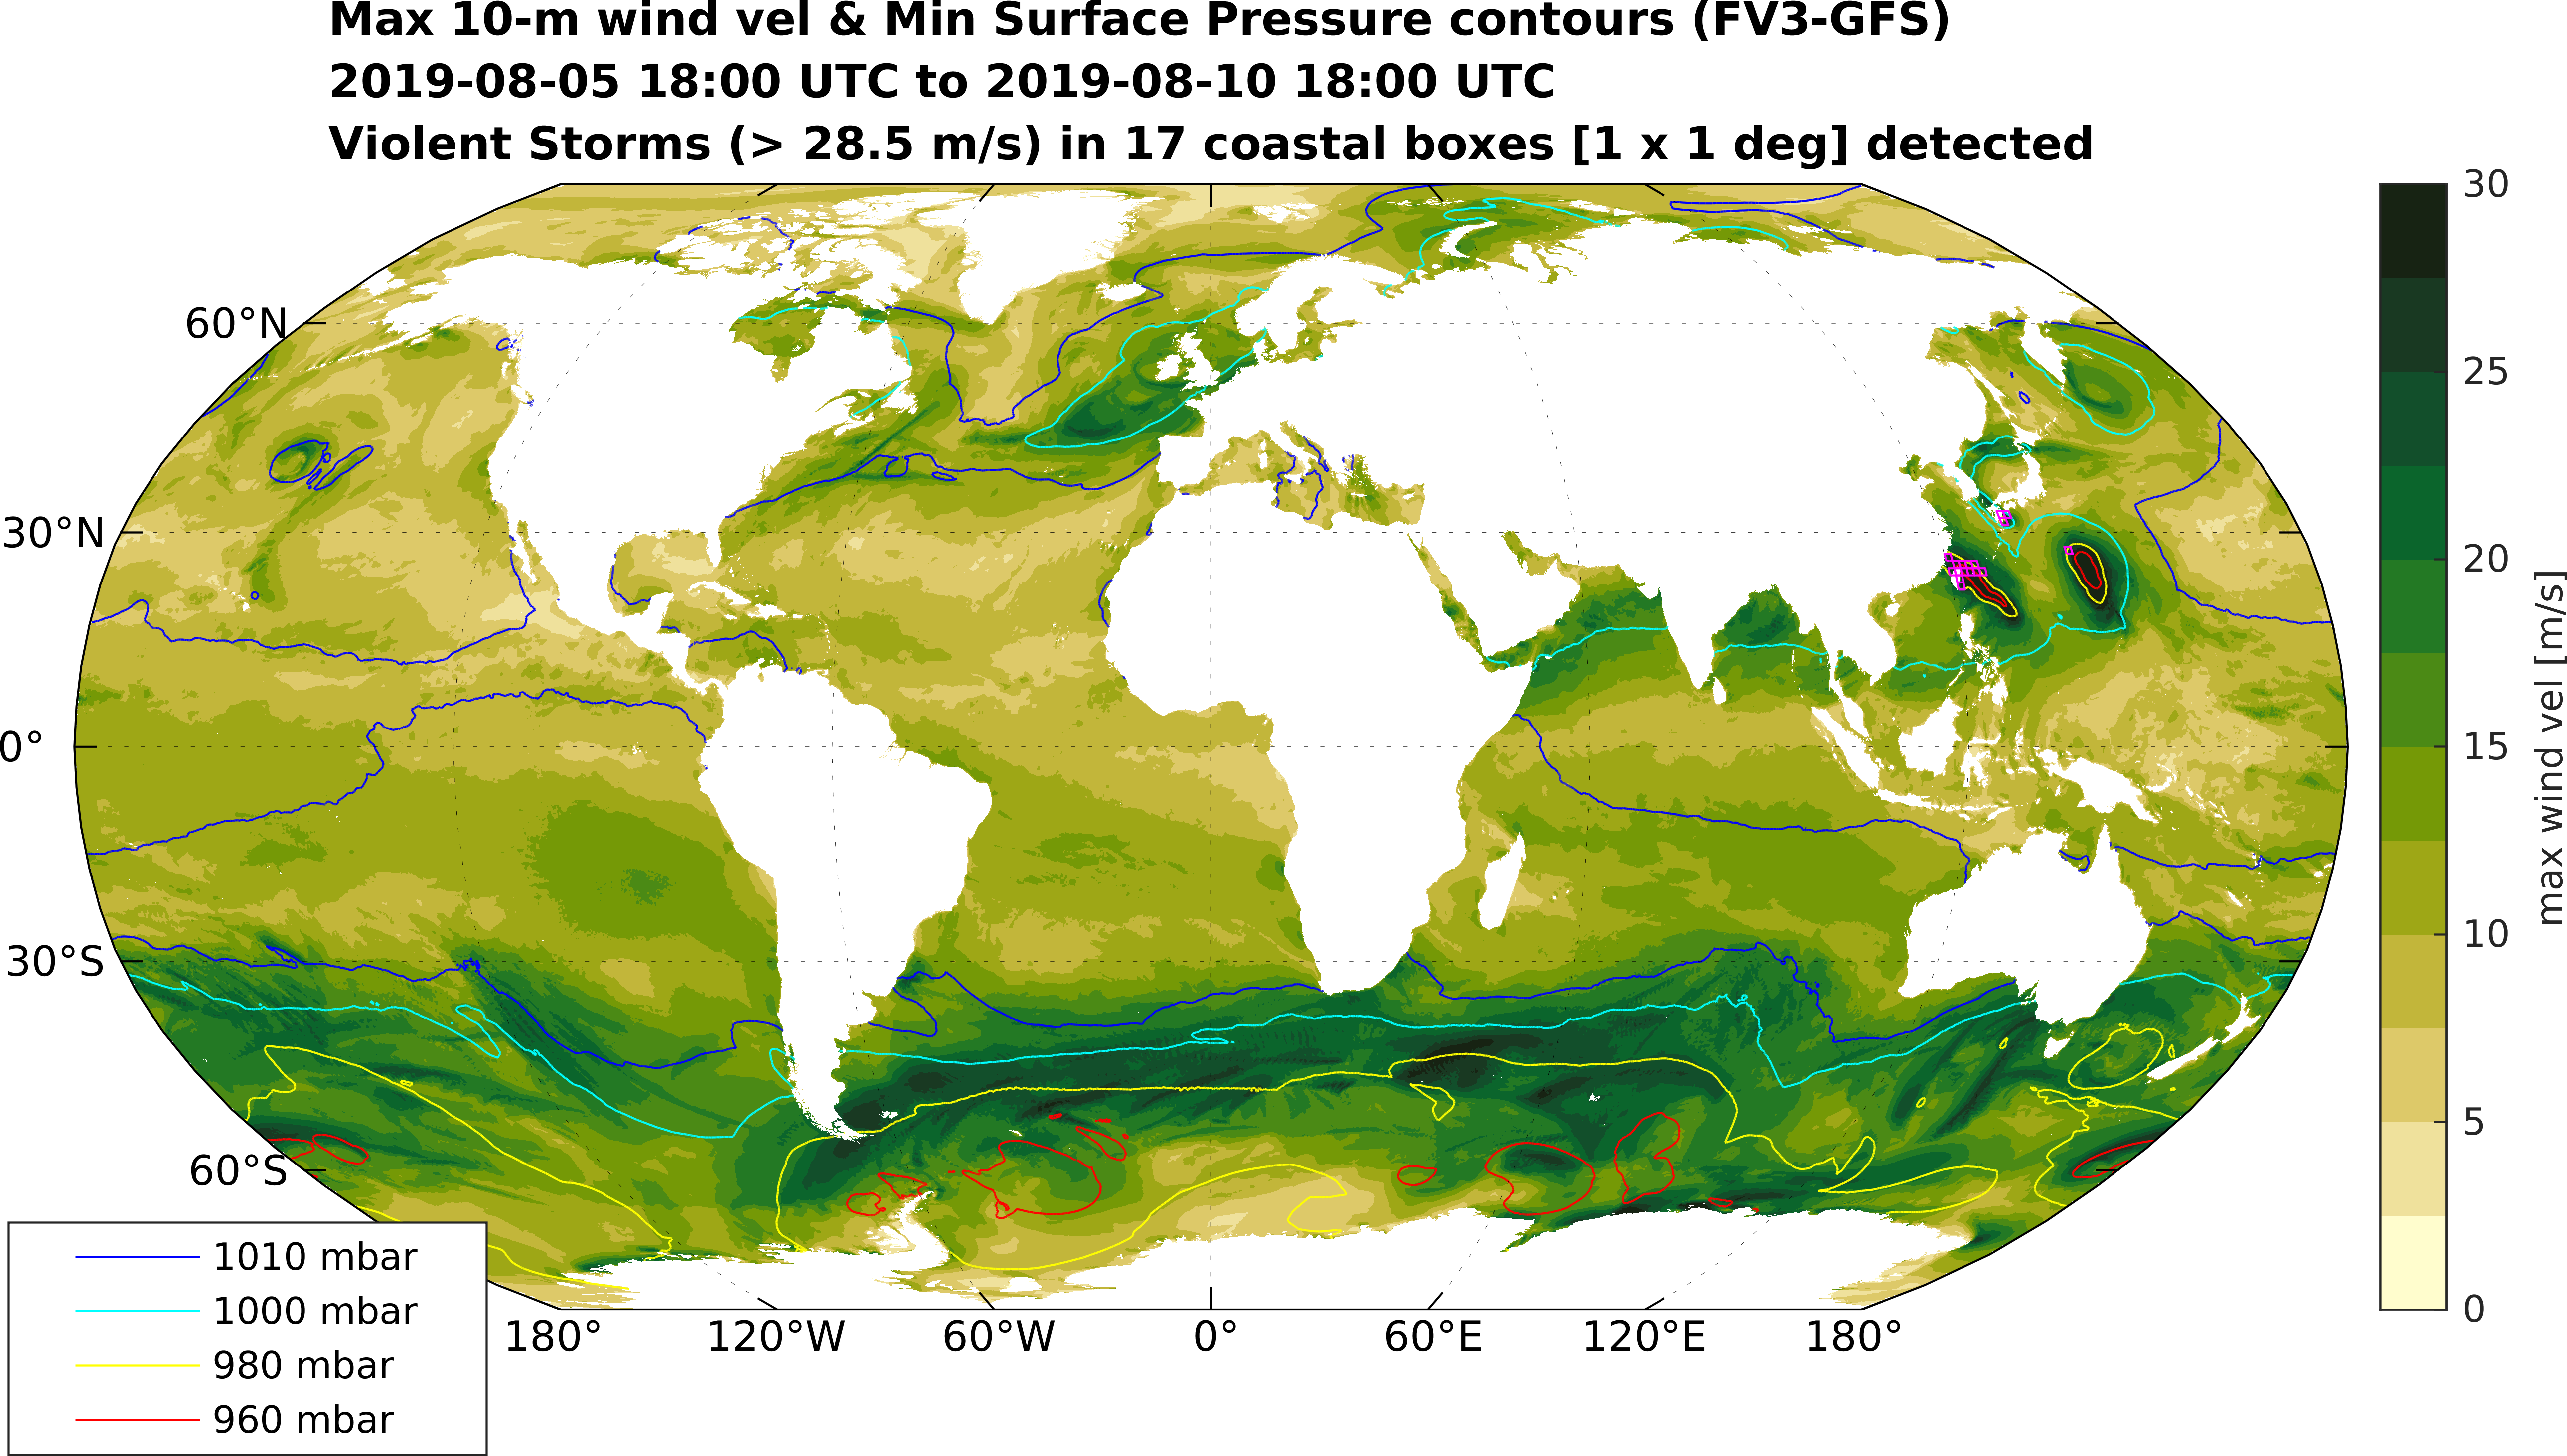 Max 10-m wind vel & Min Surface Pressure contours (FV3-GFS)
2019-08-05 18:00 UTC to 2019-08-10 18:00 UTC
Violent Storms (> 28.5 m/s) in 17 coastal boxes [1 x 1 deg] detected
60°N
30°N
0°
30°S
60°S
180°
120°W
60°W
0°
60°E
120°E
180°
1010 mbar
1000 mbar
980 mbar
960 mbar
30
25
20
15
10
5
0
max wind vel [m/s]